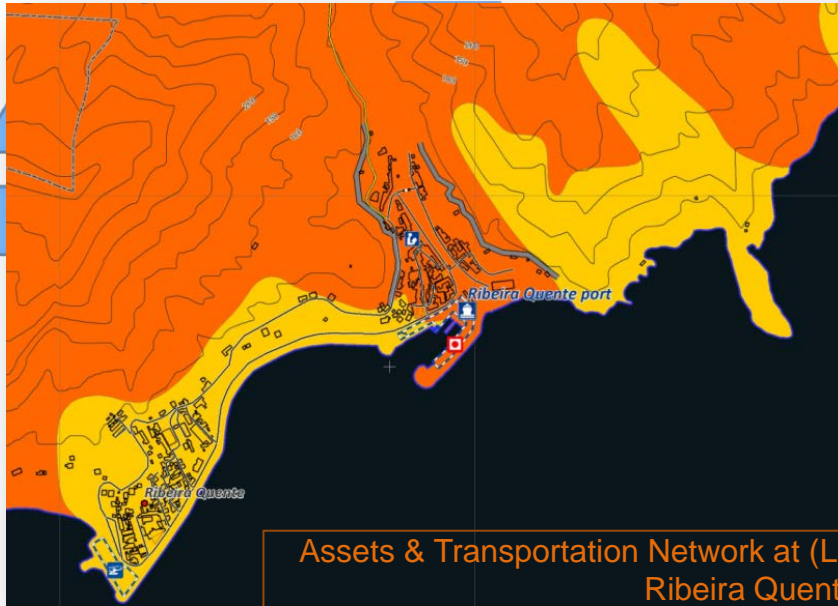 Ribeira Quente port
Ribeira Quente
Assets & Transportation Network at (L
Ribeira Quent